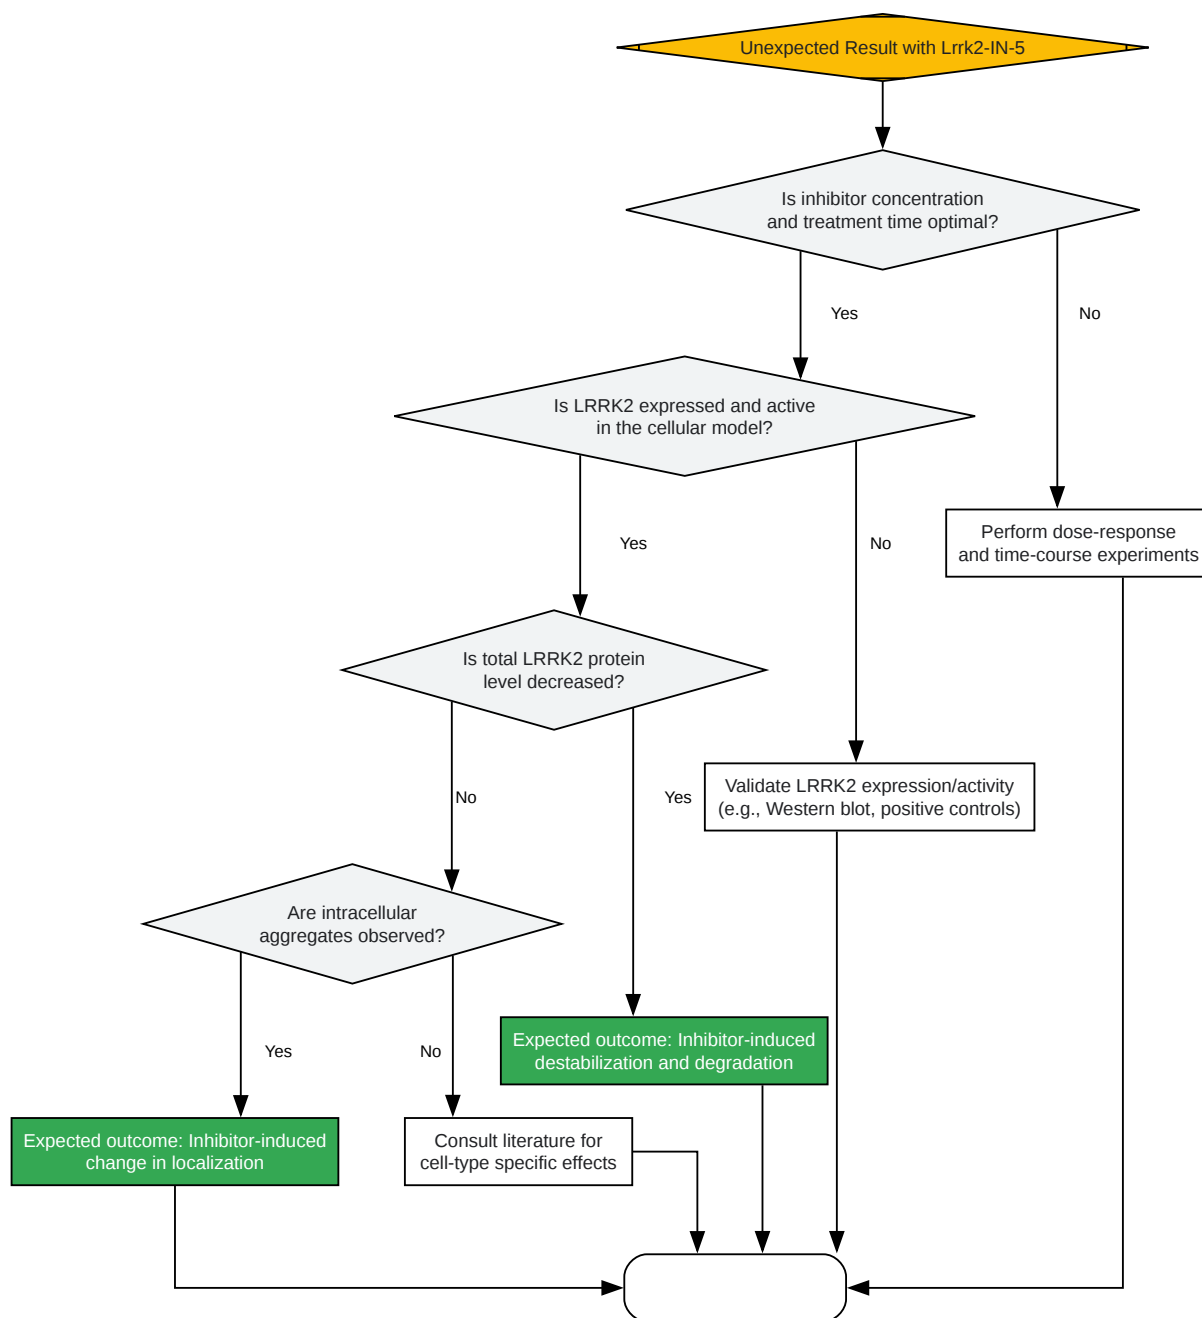 Unexpected Result with Lrrk2-IN-5
Is inhibitor concentration
and treatment time optimal?
Yes
No
Is LRRK2 expressed and active
in the cellular model?
Perform dose-response
and time-course experiments
Yes
No
Is total LRRK2 protein
level decreased?
Validate LRRK2 expression/activity
(e.g., Western blot, positive controls)
No
Yes
Are intracellular
aggregates observed?
Expected outcome: Inhibitor-induced
destabilization and degradation
Yes
No
Expected outcome: Inhibitor-induced
change in localization
Consult literature for
cell-type specific effects